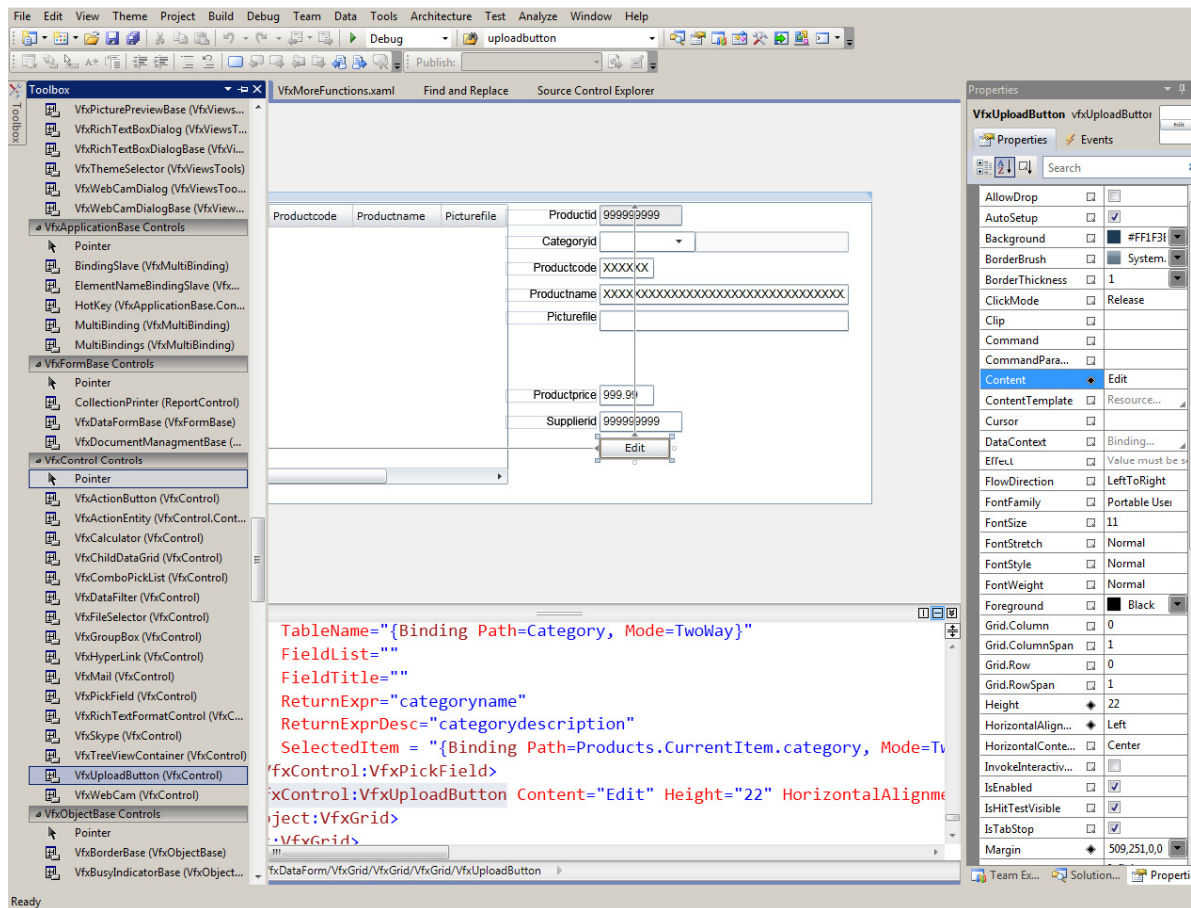 File Edit View Theme Project Build Debug Team Data Tools Architecture Test Analyze Window Help
Debug uploadbutton
Publish:
Toolbox
Toolbox
VfxPicturePreviewBase (VfxViews...
VfxRichTextBoxDialog (VfxViewsT...
VfxRichTextBoxDialogBase (VfxVi...
VfxThemeSelector (VfxViewsTools)
VfxWebCamDialog (VfxViewsToo...
VfxWebCamDialogBase (VfxView...
VfxApplicationBase Controls
Pointer
BindingSlave (VfxMultiBinding)
ElementNameBindingSlave (Vfx...
HotKey (VfxApplicationBase.Con...
MultiBinding (VfxMultiBinding)
MultiBindings (VfxMultiBinding)
VfxFormBase Controls
Pointer
CollectionPrinter (ReportControl)
VfxDataFormBase (VfxFormBase)
VfxDocumentManagmentBase (...
VfxControl Controls
Pointer
VfxActionButton (VfxControl)
VfxActionEntity (VfxControl.Cont...
VfxCalculator (VfxControl)
VfxChildDataGrid (VfxControl)
VfxComboPickList (VfxControl)
VfxDataFilter (VfxControl)
VfxFileSelector (VfxControl)
VfxGroupBox (VfxControl)
VfxHyperLink (VfxControl)
VfxMail (VfxControl)
VfxPickField (VfxControl)
VfxRichTextFormatControl (VfxC...
VfxSkype (VfxControl)
VfxTreeViewContainer (VfxControl)
VfxUploadButton (VfxControl)
VfxWebCam (VfxControl)
VfxObjectBase Controls
Pointer
VfxBorderBase (VfxObjectBase)
VfxBusyIndicatorBase (VfxObject...
VfxMoreFunctions.xaml Find and Replace Source Control Explorer
Productcode Productname Picturefile
Productid 999999999
Categoryid
Productcode XXXXXX
Productname XXXXXXXXXXXXXXXXXXXXXXXXXXXXXX
Picturefile
Productprice 999.99
Supplierid 999999999
Edit
TableName="{Binding Path=Category, Mode=TwoWay}"
FieldList=""
FieldTitle=""
ReturnExpr="categoryname"
ReturnExprDesc="categorydescription"
SelectedItem = "{Binding Path=Products.CurrentItem.category, Mode=Tw
fxControl:VfxPickField>
xControl:VfxUploadButton Content="Edit" Height="22" HorizontalAlignme
ject:VfxGrid>
:VfxGrid>
fxDataForm/VfxGrid/VfxGrid/VfxGrid/VfxUploadButton
Properties
VfxUploadButton vfxUploadButton
Edit
Properties Events
Search
AllowDrop
AutoSetup
Background #FF1F3E
BorderBrush System.
BorderThickness 1
ClickMode Release
Clip
Command
CommandPara...
Content Edit
ContentTemplate Resource...
Cursor
DataContext Binding...
Effect Value must be se
FlowDirection LeftToRight
FontFamily Portable User
FontSize 11
FontStretch Normal
FontStyle Normal
FontWeight Normal
Foreground Black
Grid.Column 0
Grid.ColumnSpan 1
Grid.Row 0
Grid.RowSpan 1
Height 22
HorizontalAlign... Left
HorizontalConte... Center
InvokeInteractiv...
IsEnabled
IsHitTestVisible
IsTabStop
Margin 509,251,0,0
Team Ex... Solution... Properti
Ready